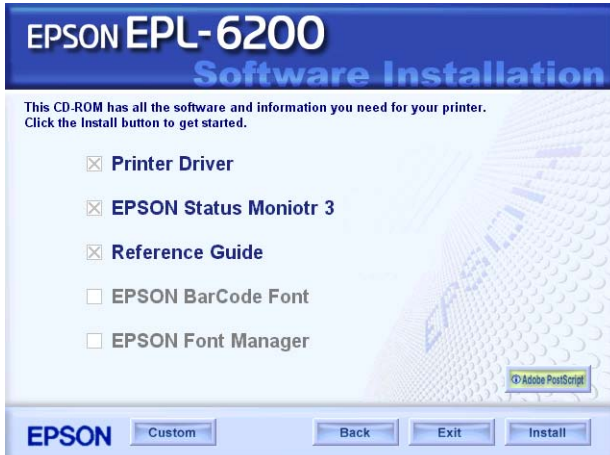 EPSON EPL-6200
Software Installation
This CD-ROM has all the software and information you need for your printer.
Click the Install button to get started.
Printer Driver
EPSON Status Moniotr 3
Reference Guide
EPSON BarCode Font
EPSON Font Manager
EPSON
Adobe PostScript
EPSON Custom Back Exit Install